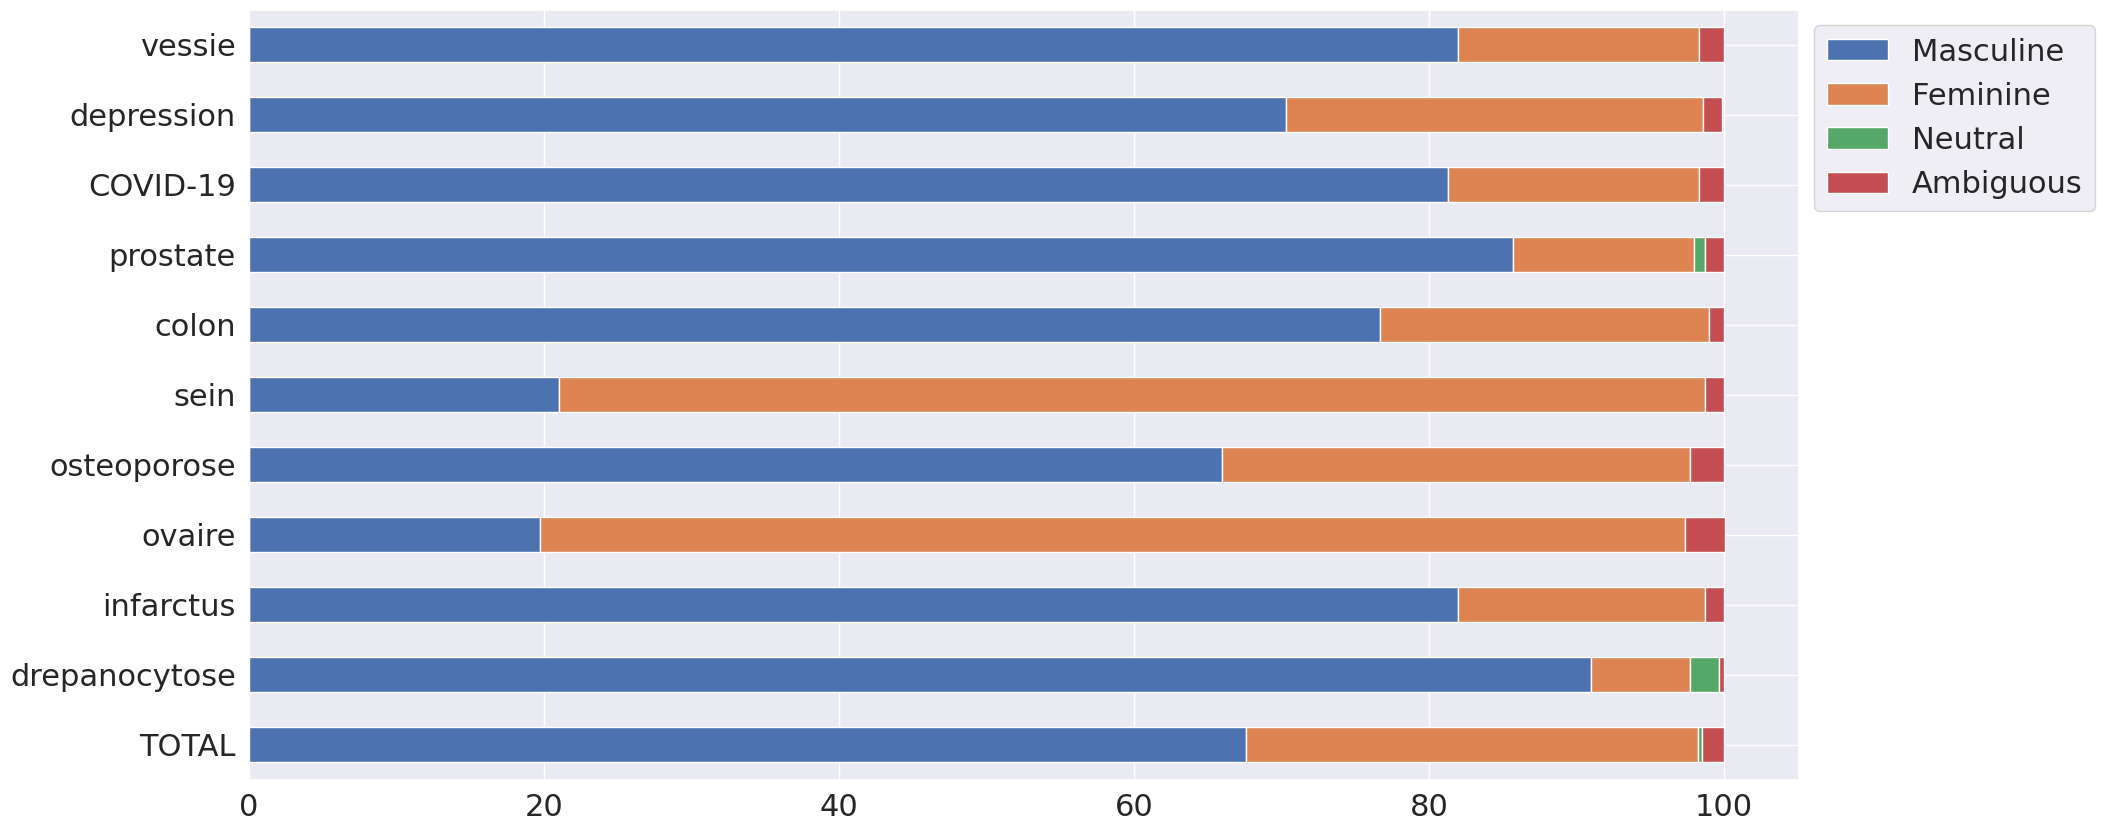 vessie
depression
COVID-19
prostate
colon
sein
osteoporose
ovaire
infarctus
drepanocytose
TOTAL
0 20 40 60 80 100
Masculine
Feminine
Neutral
Ambiguous